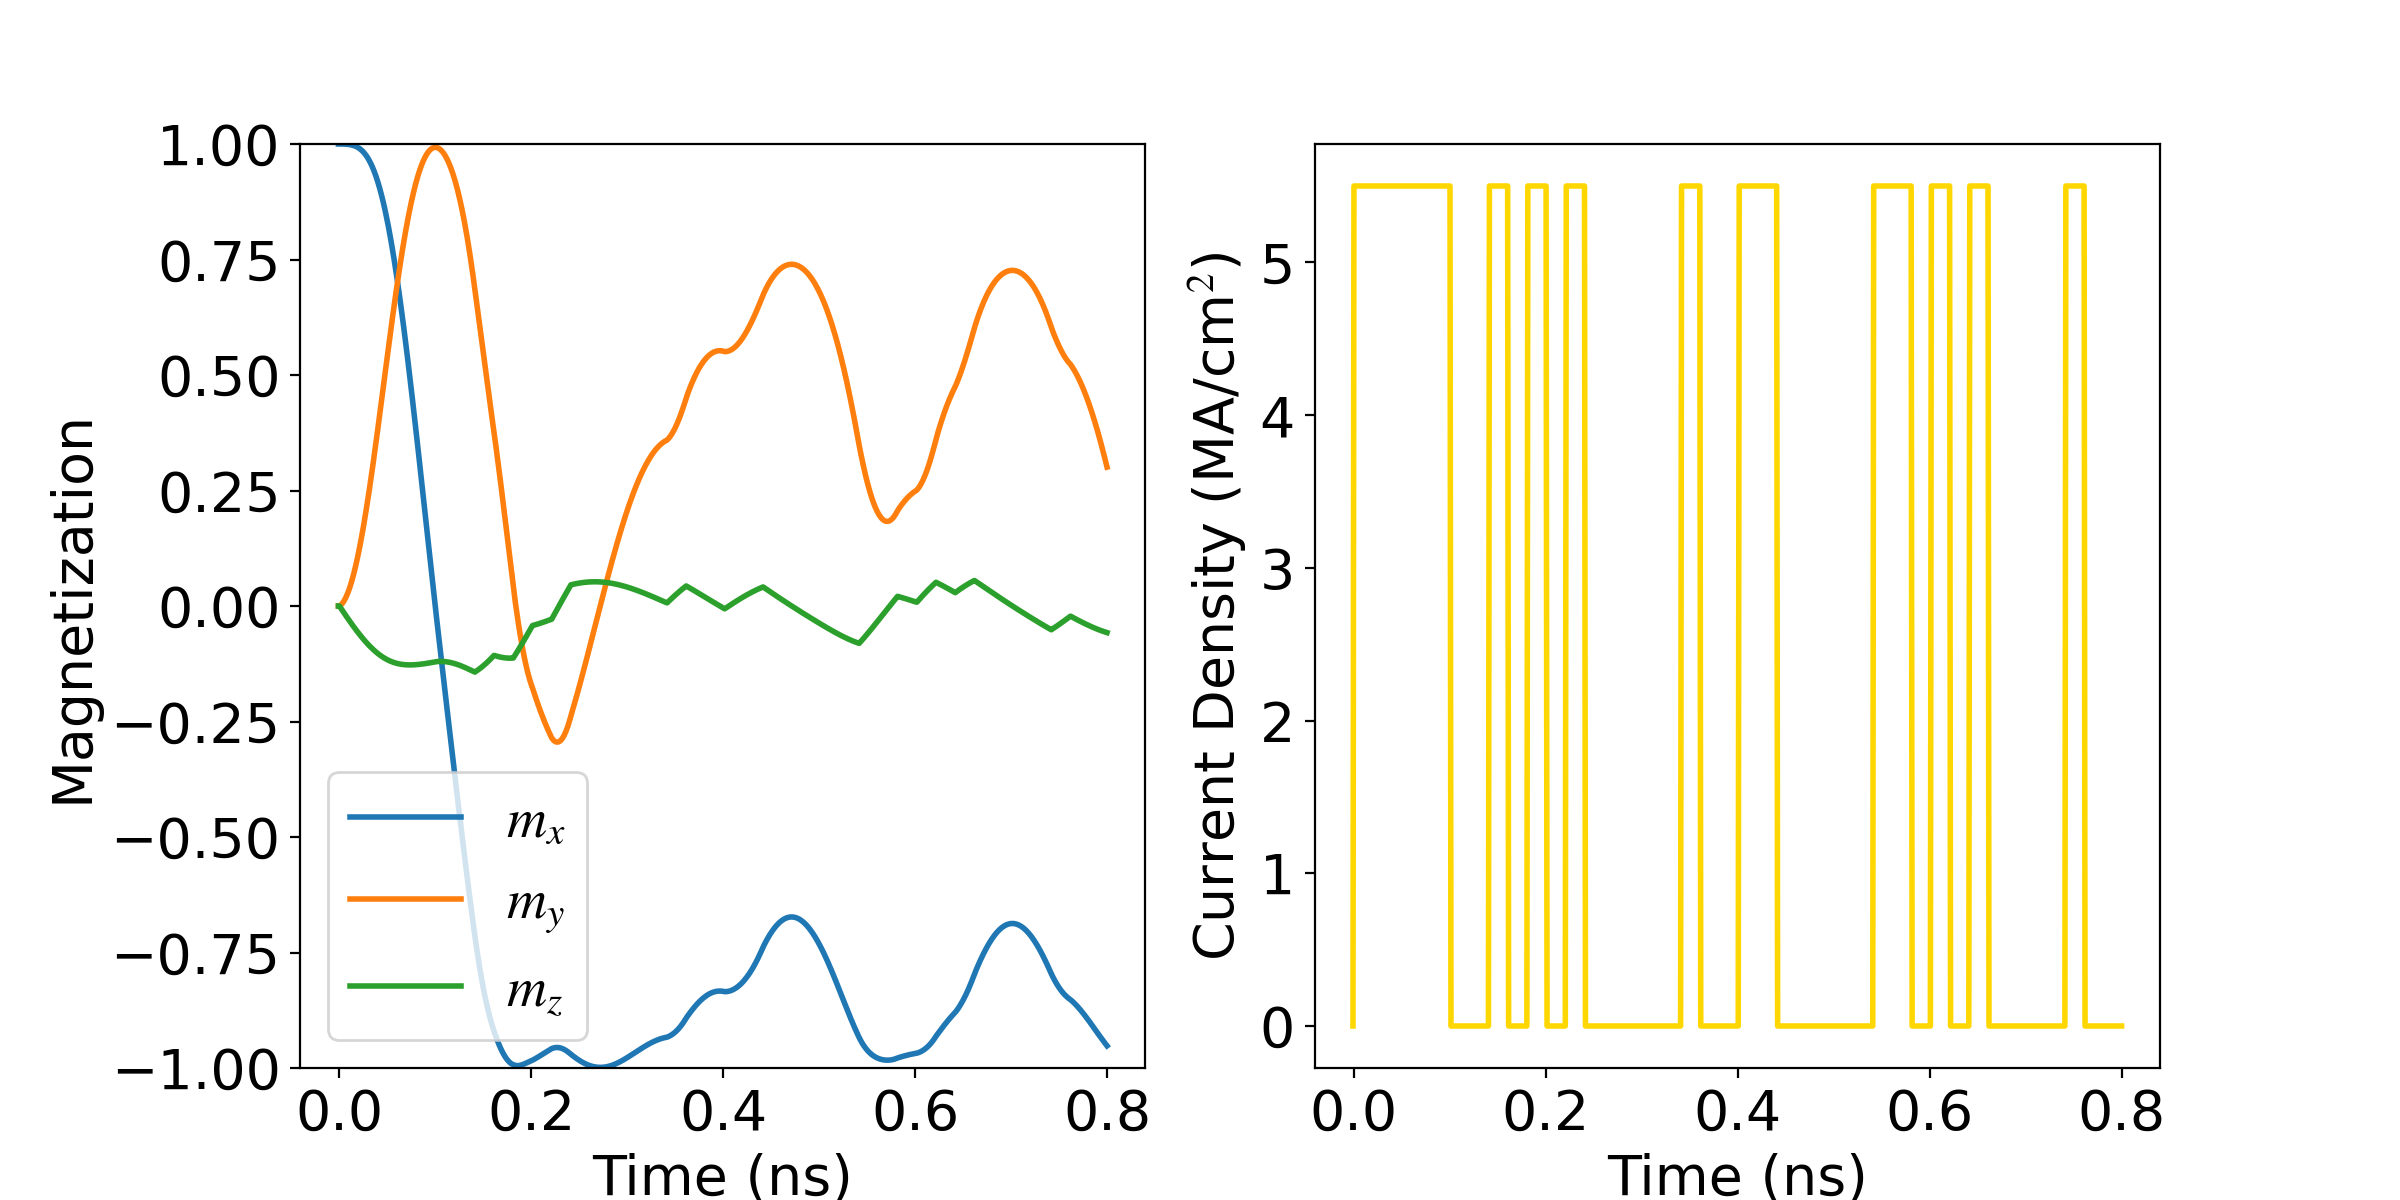 Magnetization
1.00
0.75
0.50
0.25
0.00
−0.25
−0.50
−0.75
−1.00
m_x
m_y
m_z
0.0 0.2 0.4 0.6 0.8
Time (ns)
Current Density (MA/cm²)
5
4
3
2
1
0
0.0 0.2 0.4 0.6 0.8
Time (ns)